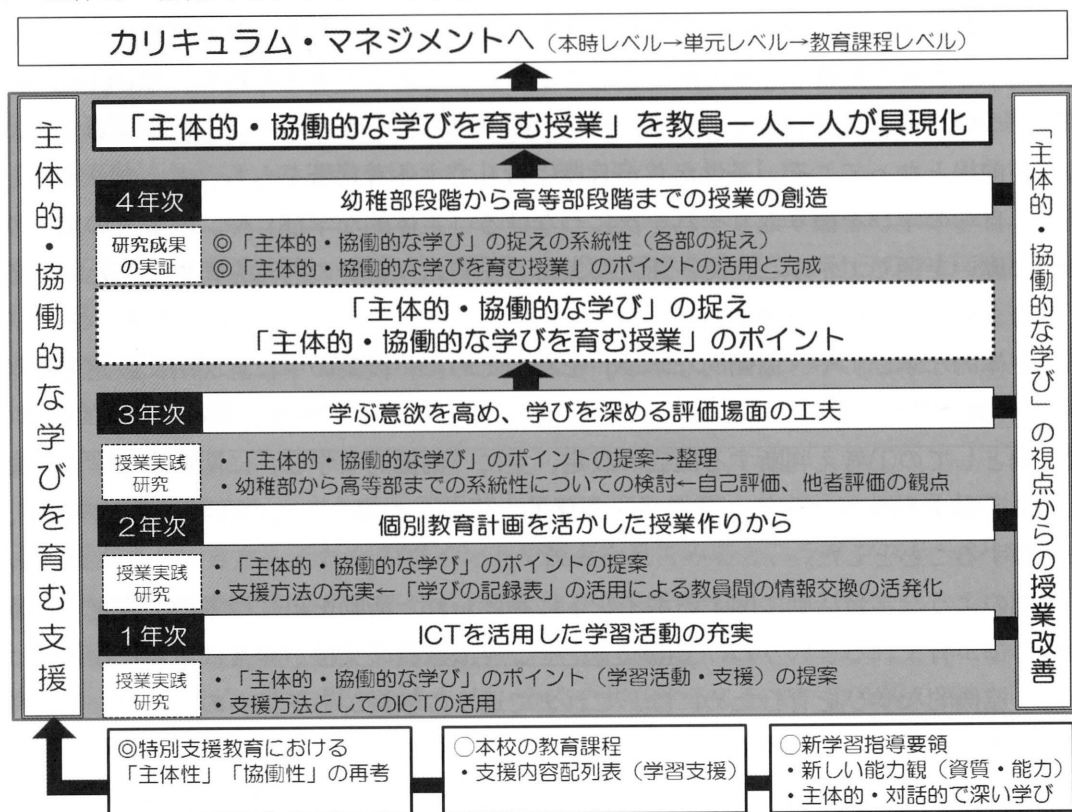 カリキュラム・マネジメントへ（本時レベル→単元レベル→教育課程レベル）
主体的・協働的な学びを育む支援
「主体的・協働的な学びを育む授業」を教員一人一人が具現化
4年次 幼稚部段階から高等部段階までの授業の創造
研究成果の実証
◎「主体的・協働的な学び」の捉えの系統性（各部の捉え）
◎「主体的・協働的な学びを育む授業」のポイントの活用と完成
「主体的・協働的な学び」の捉え
「主体的・協働的な学びを育む授業」のポイント
3年次 学ぶ意欲を高め、学びを深める評価場面の工夫
授業実践研究
・「主体的・協働的な学び」のポイントの提案→整理
・幼稚部から高等部までの系統性についての検討←自己評価、他者評価の観点
2年次 個別教育計画を活かした授業作りから
授業実践研究
・「主体的・協働的な学び」のポイントの提案
・支援方法の充実←「学びの記録表」の活用による教員間の情報交換の活発化
1年次 ICTを活用した学習活動の充実
授業実践研究
・「主体的・協働的な学び」のポイント（学習活動・支援）の提案
・支援方法としてのICTの活用
「主体的・協働的な学び」の視点からの授業改善
◎特別支援教育における
「主体性」「協働性」の再考
○本校の教育課程
・支援内容配列表（学習支援）
○新学習指導要領
・新しい能力観（資質・能力）
・主体的・対話的で深い学び